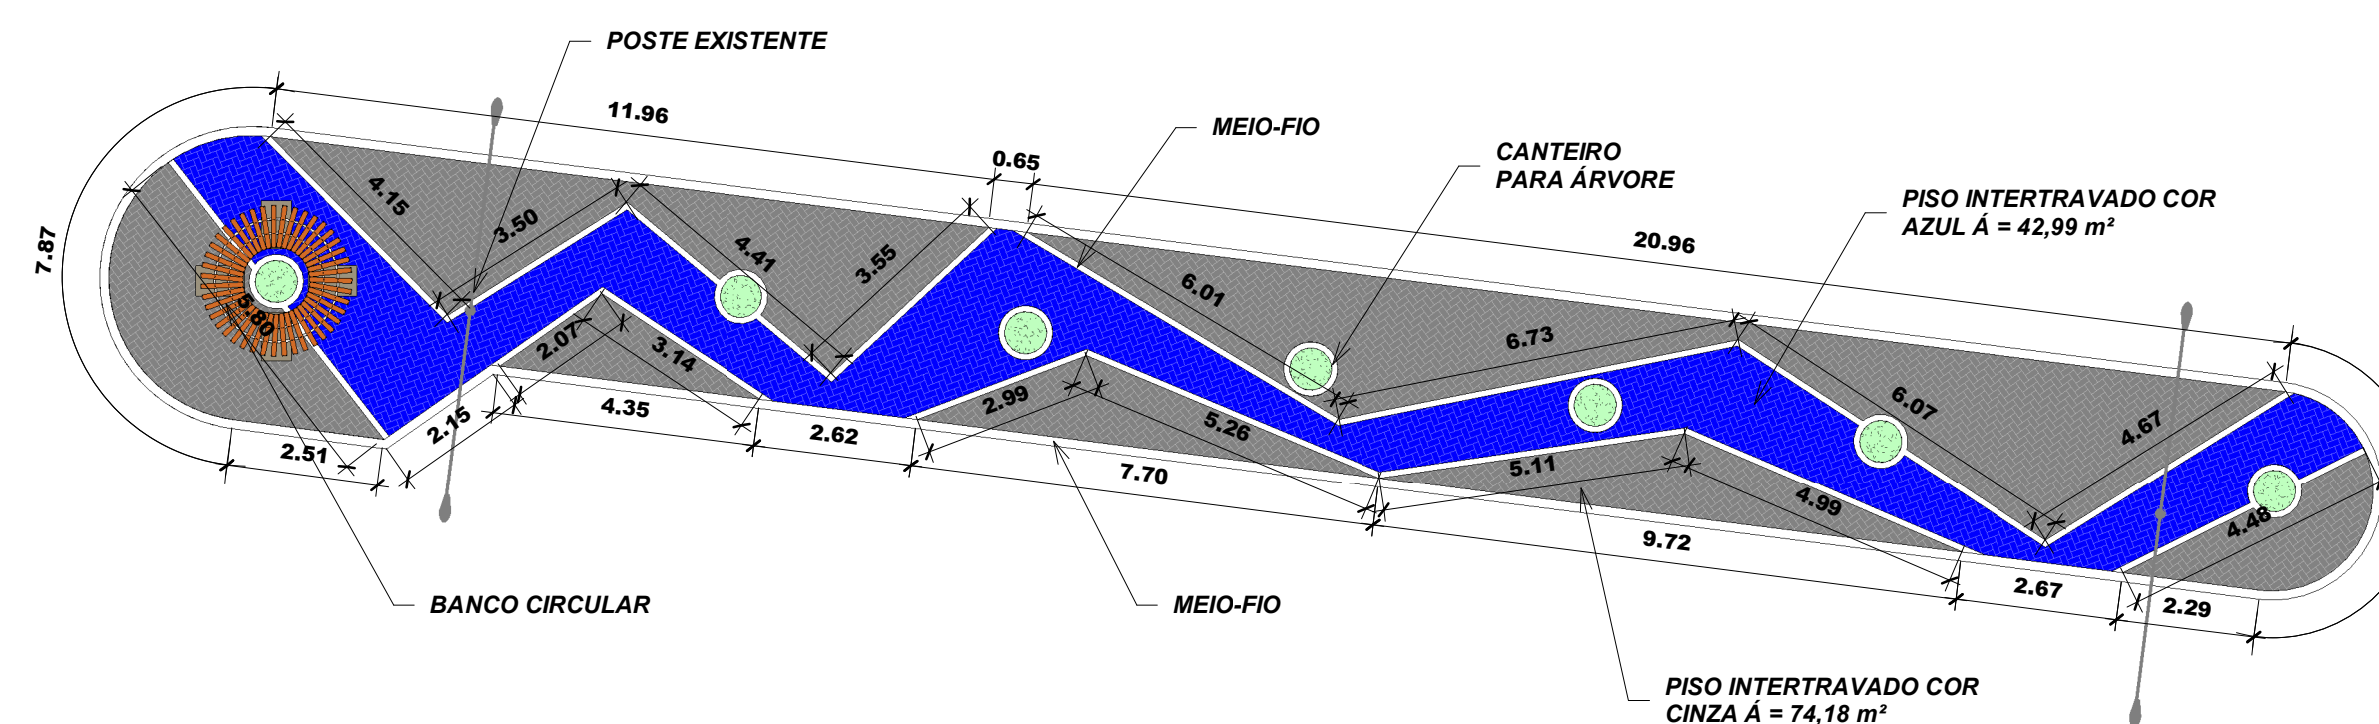 POSTE EXISTENTE
11.96
MEIO-FIO
0.65
CANTEIRO
PARA ÁRVORE
PISO INTERTRAVADO COR
AZUL Á = 42,99 m²
20.96
7.87
4.15
3.50
4.41
3.55
6.01
6.73
6.07
4.67
5.80
2.07
3.14
2.99
5.26
5.11
4.99
4.48
2.51
2.15
4.35
2.62
7.70
9.72
2.67
2.29
BANCO CIRCULAR
MEIO-FIO
PISO INTERTRAVADO COR
CINZA Á = 74,18 m²